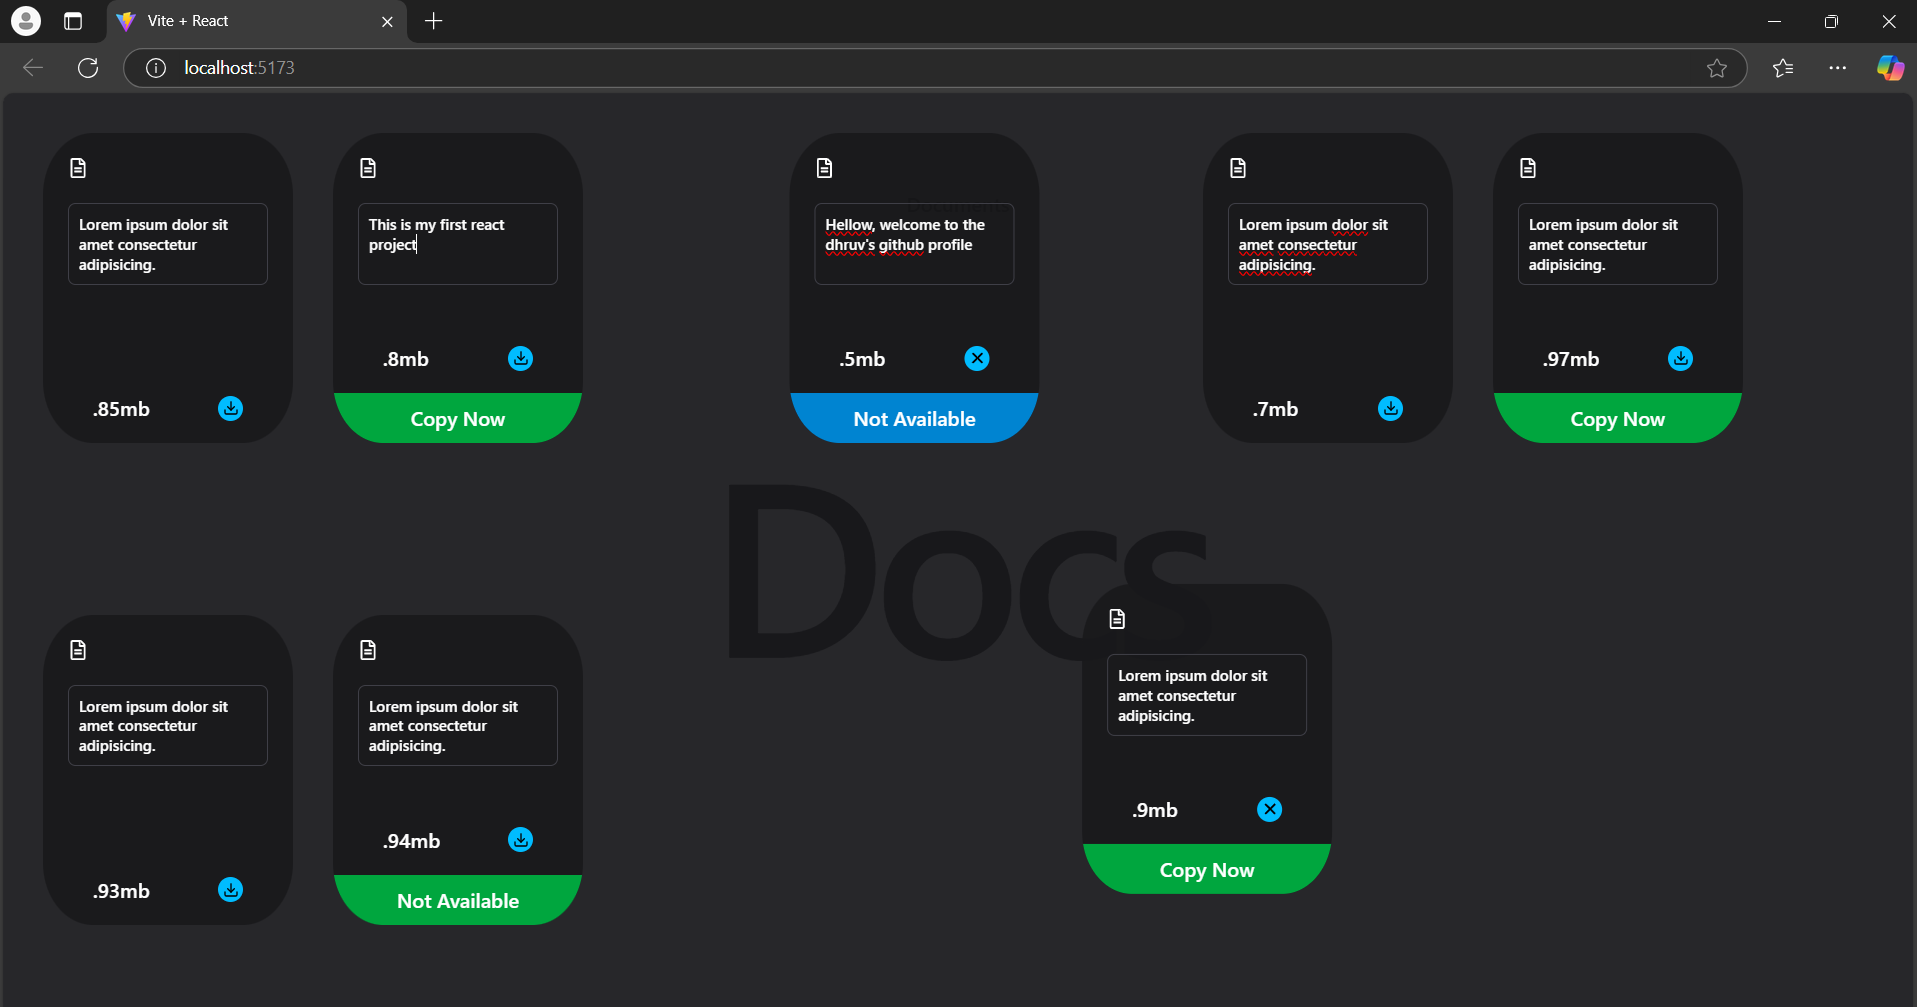 Vite + React
localhost:5173
Lorem ipsum dolor sit
amet consectetur
adipisicing.
.85mb
This is my first react
project
.8mb
Copy Now
Hellow, welcome to the
dhruv's github profile
.5mb
Not Available
Lorem ipsum dolor sit
amet consectetur
adipisicing.
.7mb
Lorem ipsum dolor sit
amet consectetur
adipisicing.
.97mb
Copy Now
Docs
Lorem ipsum dolor sit
amet consectetur
adipisicing.
.93mb
Lorem ipsum dolor sit
amet consectetur
adipisicing.
.94mb
Not Available
Lorem ipsum dolor sit
amet consectetur
adipisicing.
.9mb
Copy Now